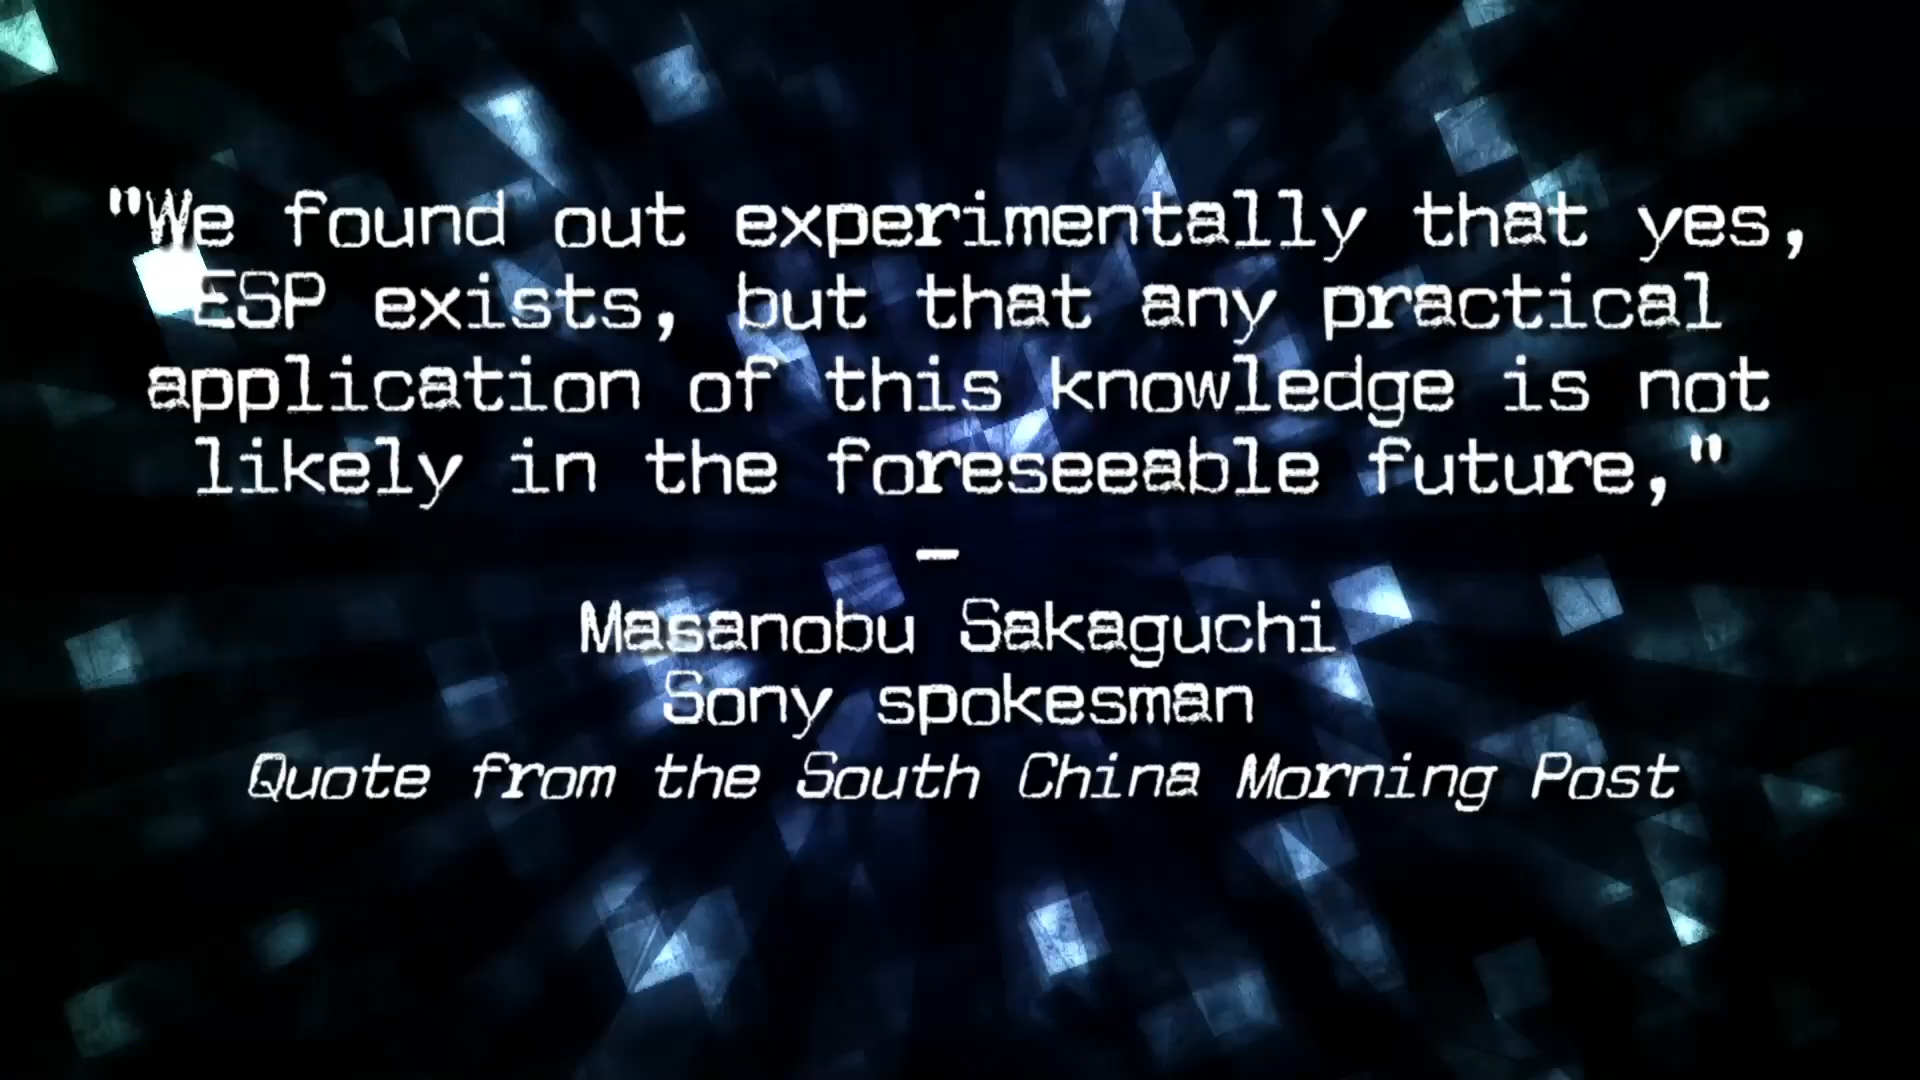 "We found out experimentally that yes,
ESP exists, but that any practical
application of this knowledge is not
likely in the foreseeable future,"
–
Masanobu Sakaguchi
Sony spokesman
Quote from the South China Morning Post